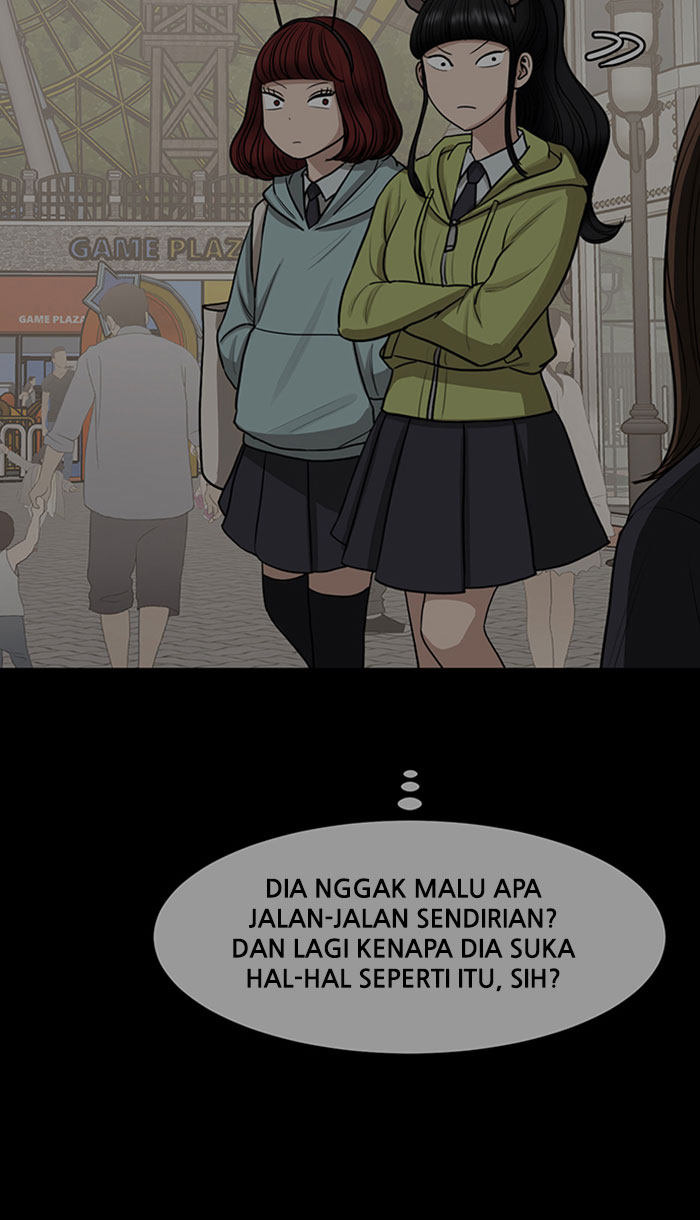 GAME PLAZA
GAME PLAZA
DIA NGGAK MALU APA
JALAN-JALAN SENDIRIAN?
DAN LAGI KENAPA DIA SUKA
HAL-HAL SEPERTI ITU, SIH?